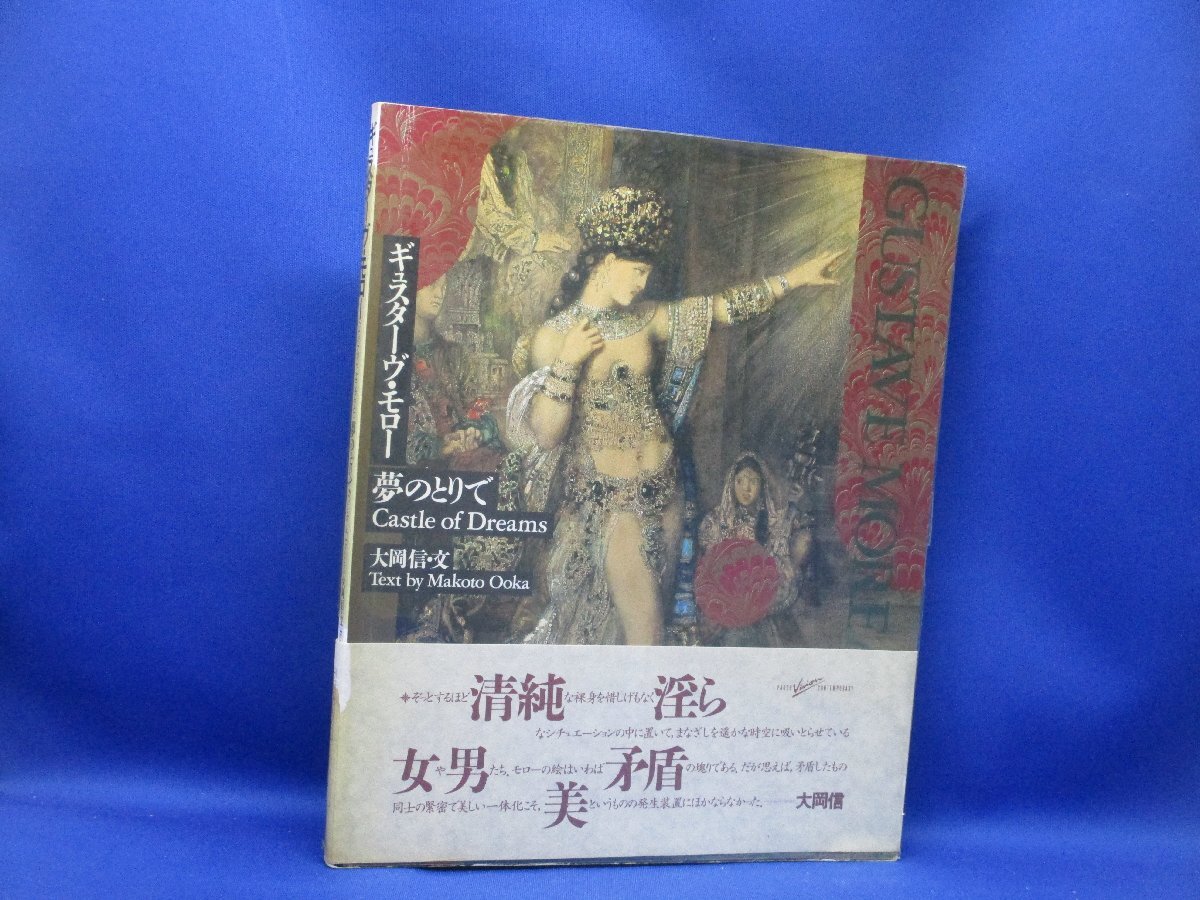 ギュスターヴ・モロー
夢のとりで
Castle of Dreams
大岡信・文
Text by Makoto Ooka
GUSTAVE MOREA
✦ぞっとするほど清純な裸身を惜しげもなく淫ら
なシチュエーションの中に置いて、まなざしを遥かな時空に吸いとらせている
女や男たち。モローの絵はいわば矛盾の塊りである。だが思えば、矛盾したもの
同士の緊密で美しい一体化こそ、美というものの発生装置にほかならなかった。――大岡信
PARCO Vision CONTEMPORARY